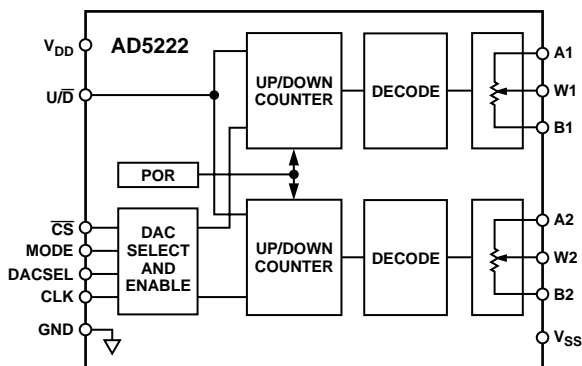 AD5222
V_DD
U/D̅
UP/DOWN
COUNTER
DECODE
A1
W1
B1
POR
C̅S̅
MODE
DACSEL
CLK
GND
DAC
SELECT
AND
ENABLE
UP/DOWN
COUNTER
DECODE
A2
W2
B2
V_SS